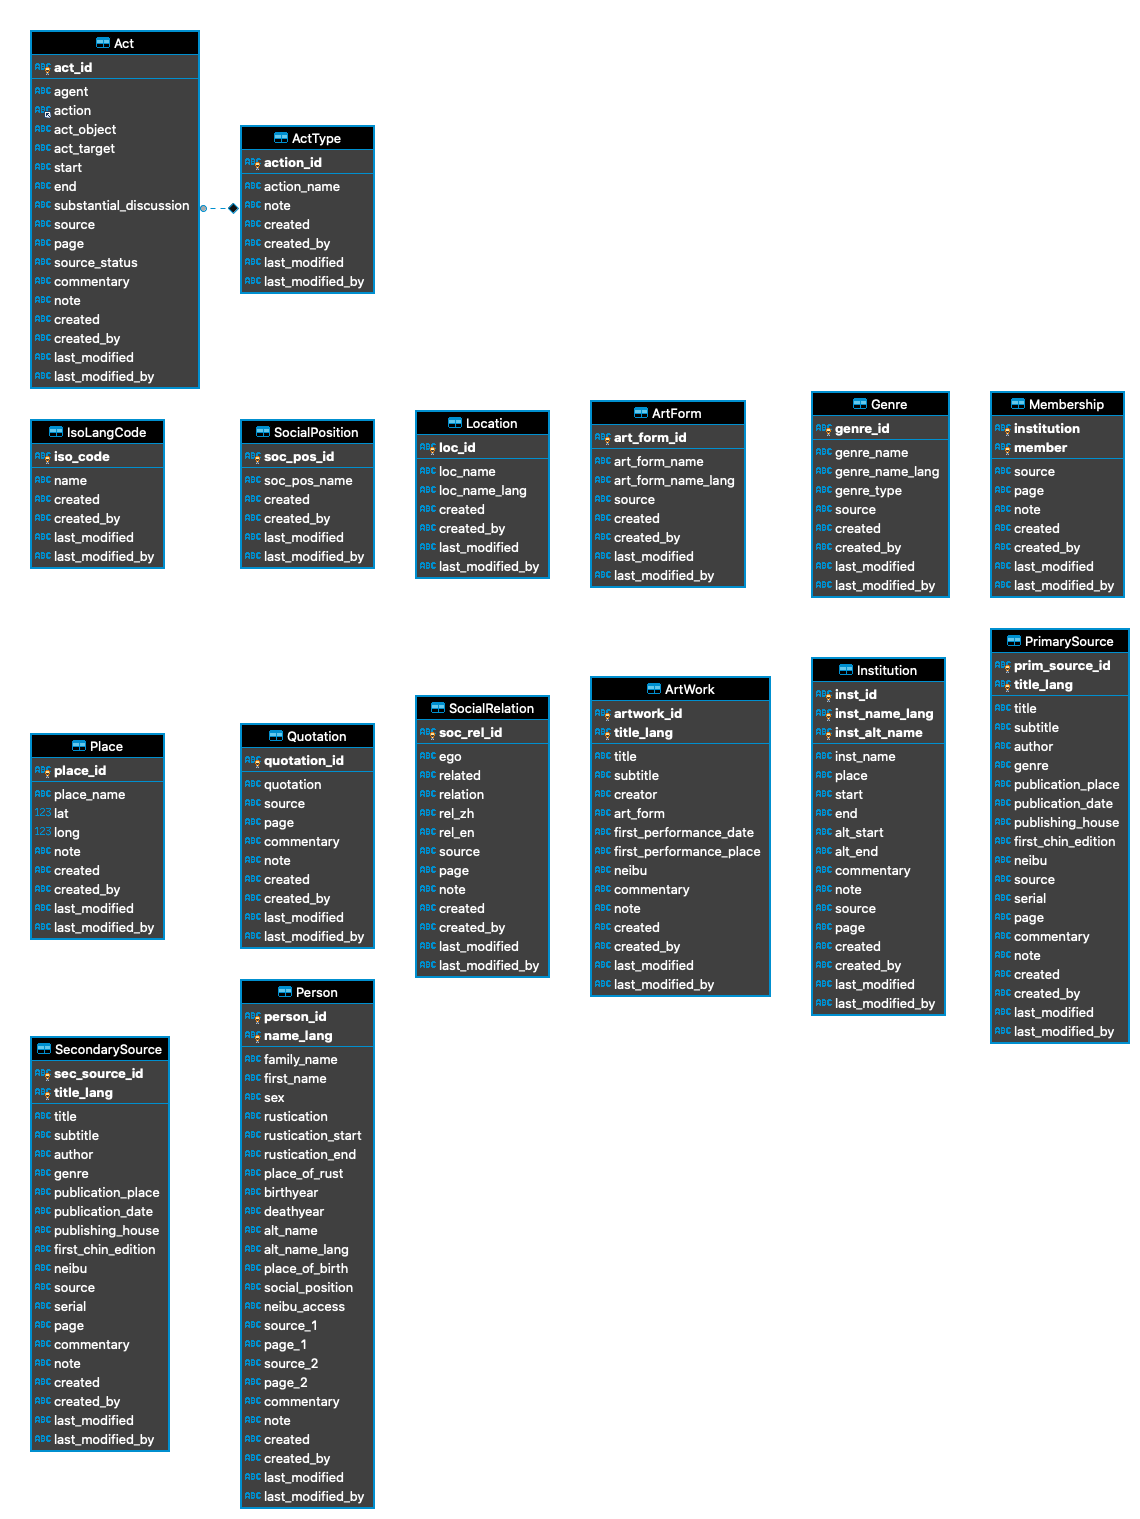 Act
act_id
agent
action
act_object
act_target
start
end
substantial_discussion
source
page
source_status
commentary
note
created
created_by
last_modified
last_modified_by
ActType
action_id
action_name
note
created
created_by
last_modified
last_modified_by
IsoLangCode
iso_code
name
created
created_by
last_modified
last_modified_by
SocialPosition
soc_pos_id
soc_pos_name
created
created_by
last_modified
last_modified_by
Location
loc_id
loc_name
loc_name_lang
created
created_by
last_modified
last_modified_by
ArtForm
art_form_id
art_form_name
art_form_name_lang
source
created
created_by
last_modified
last_modified_by
Genre
genre_id
genre_name
genre_name_lang
genre_type
source
created
created_by
last_modified
last_modified_by
Membership
institution
member
source
page
note
created
created_by
last_modified
last_modified_by
Place
place_id
place_name
123 lat
123 long
note
created
created_by
last_modified
last_modified_by
Quotation
quotation_id
quotation
source
page
commentary
note
created
created_by
last_modified
last_modified_by
SocialRelation
soc_rel_id
ego
related
relation
rel_zh
rel_en
source
page
note
created
created_by
last_modified
last_modified_by
ArtWork
artwork_id
title_lang
title
subtitle
creator
art_form
first_performance_date
first_performance_place
neibu
commentary
note
created
created_by
last_modified
last_modified_by
Institution
inst_id
inst_name_lang
inst_alt_name
inst_name
place
start
end
alt_start
alt_end
commentary
note
source
page
created
created_by
last_modified
last_modified_by
PrimarySource
prim_source_id
title_lang
title
subtitle
author
genre
publication_place
publication_date
publishing_house
first_chin_edition
neibu
source
serial
page
commentary
note
created
created_by
last_modified
last_modified_by
SecondarySource
sec_source_id
title_lang
title
subtitle
author
genre
publication_place
publication_date
publishing_house
first_chin_edition
neibu
source
serial
page
commentary
note
created
created_by
last_modified
last_modified_by
Person
person_id
name_lang
family_name
first_name
sex
rustication
rustication_start
rustication_end
place_of_rust
birthyear
deathyear
alt_name
alt_name_lang
place_of_birth
social_position
neibu_access
source_1
page_1
source_2
page_2
commentary
note
created
created_by
last_modified
last_modified_by